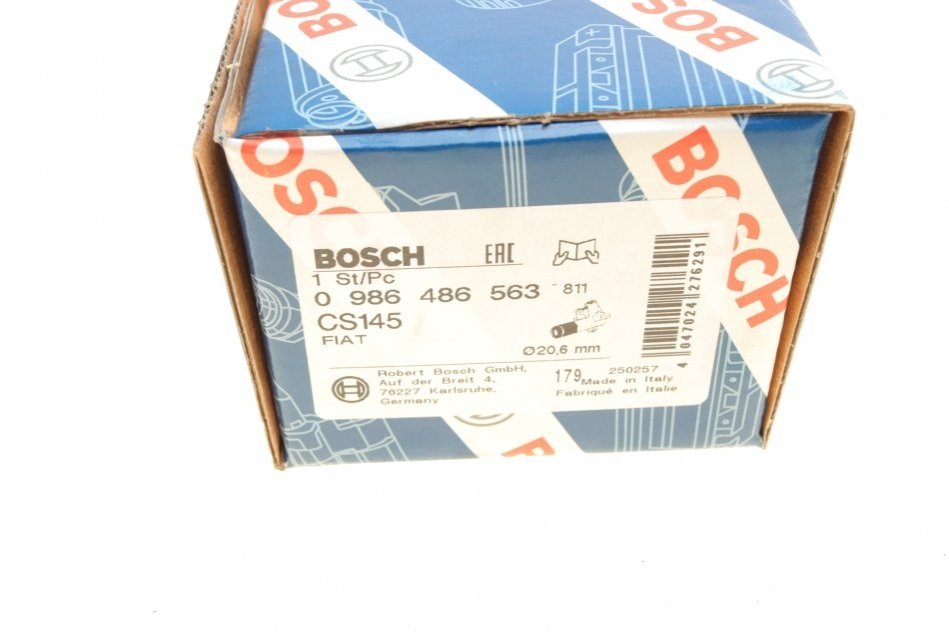 BOSCH
BOSCH
BOSCH
BOSCH
BOSCH
EAC
1 St/Pc
0 986 486 563 - 811
CS145
FIAT
Ø20,6 mm
4 047024 276291
Robert Bosch GmbH,
Auf der Breit 4,
76227 Karlsruhe,
Germany
179
250257
Made in Italy
Fabriqué en Italie